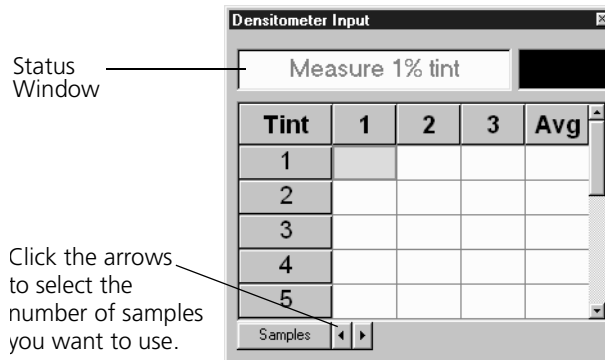 Densitometer Input
Status
Window
Measure 1% tint
Tint 1 2 3 Avg
1
2
3
4
5
Click the arrows
to select the
number of samples
you want to use.
Samples